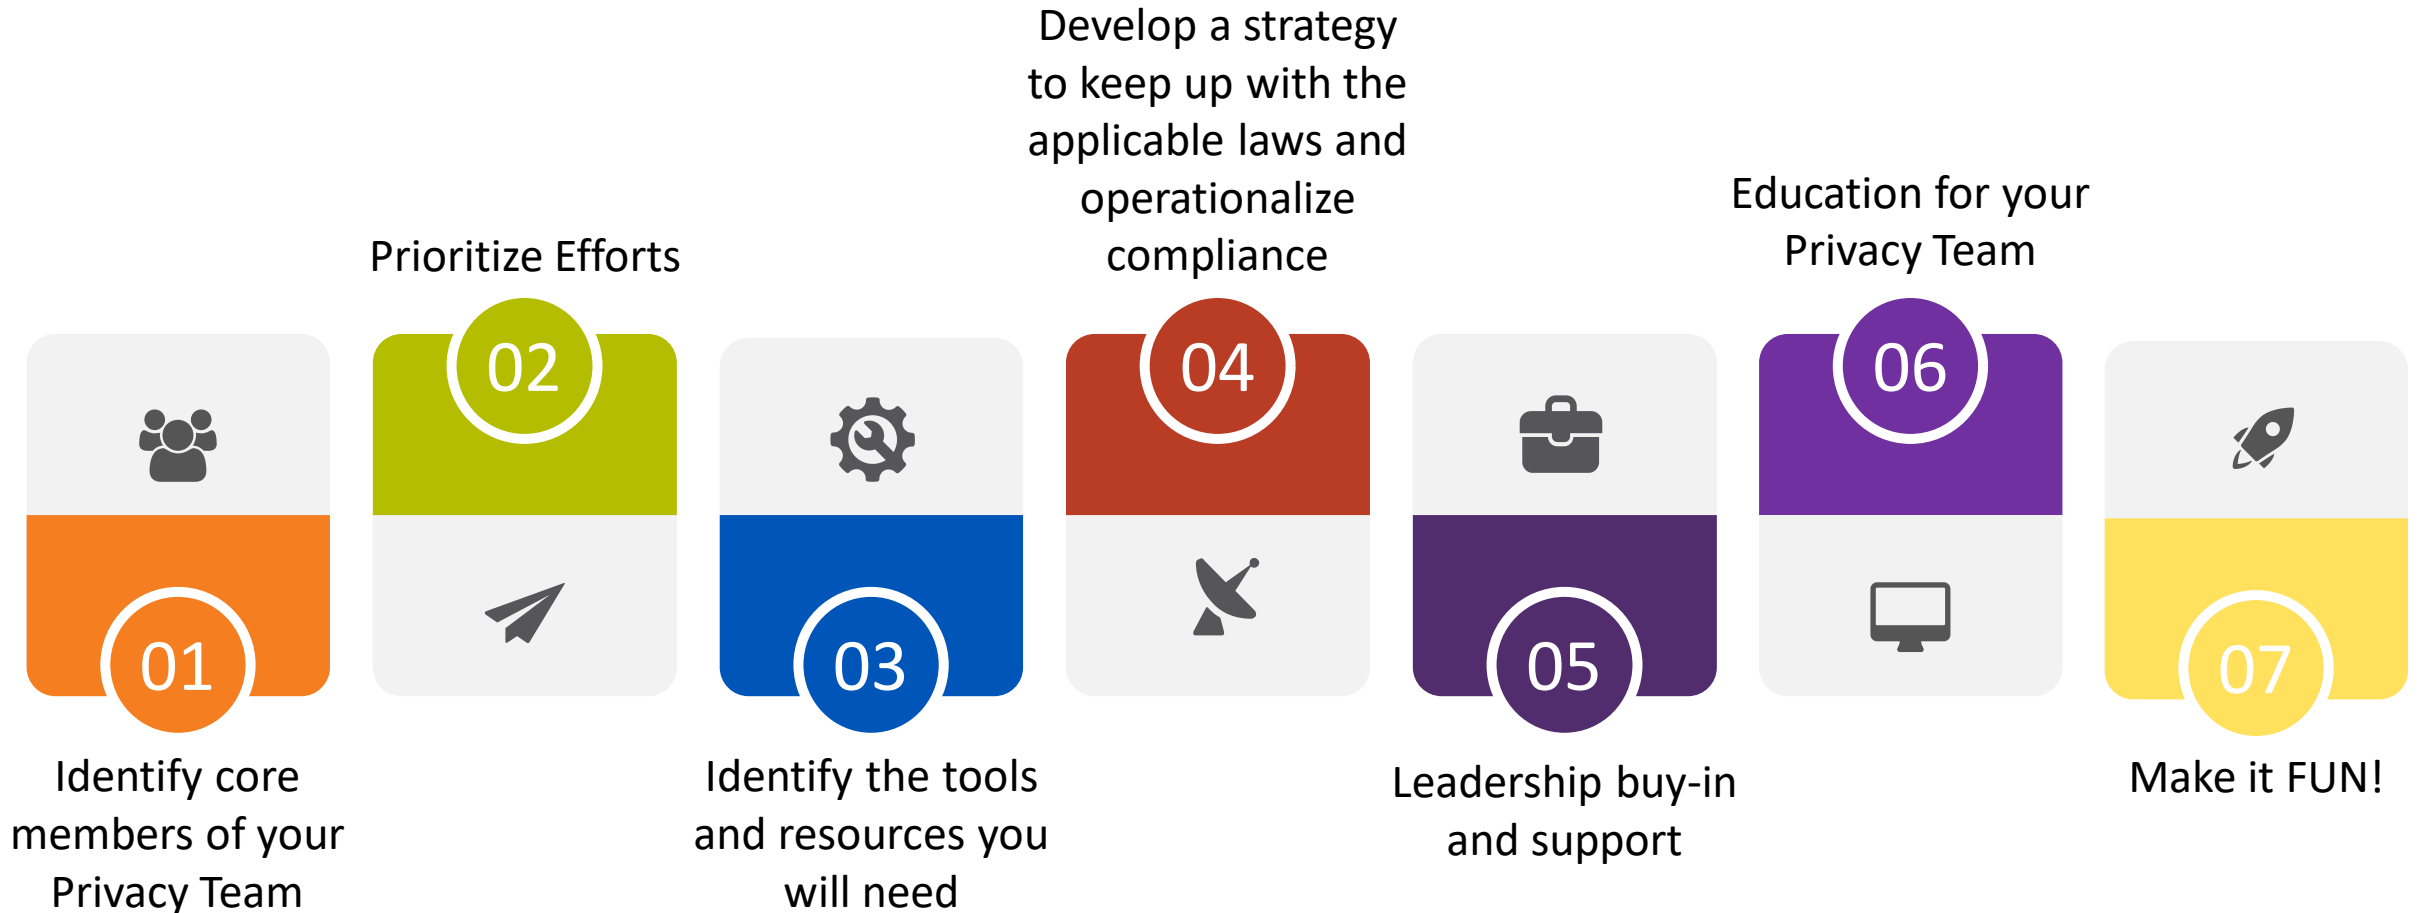 01
Identify core
members of your
Privacy Team
Prioritize Efforts
02
03
Identify the tools
and resources you
will need
Develop a strategy
to keep up with the
applicable laws and
operationalize
compliance
04
05
Leadership buy-in
and support
Education for your
Privacy Team
06
07
Make it FUN!